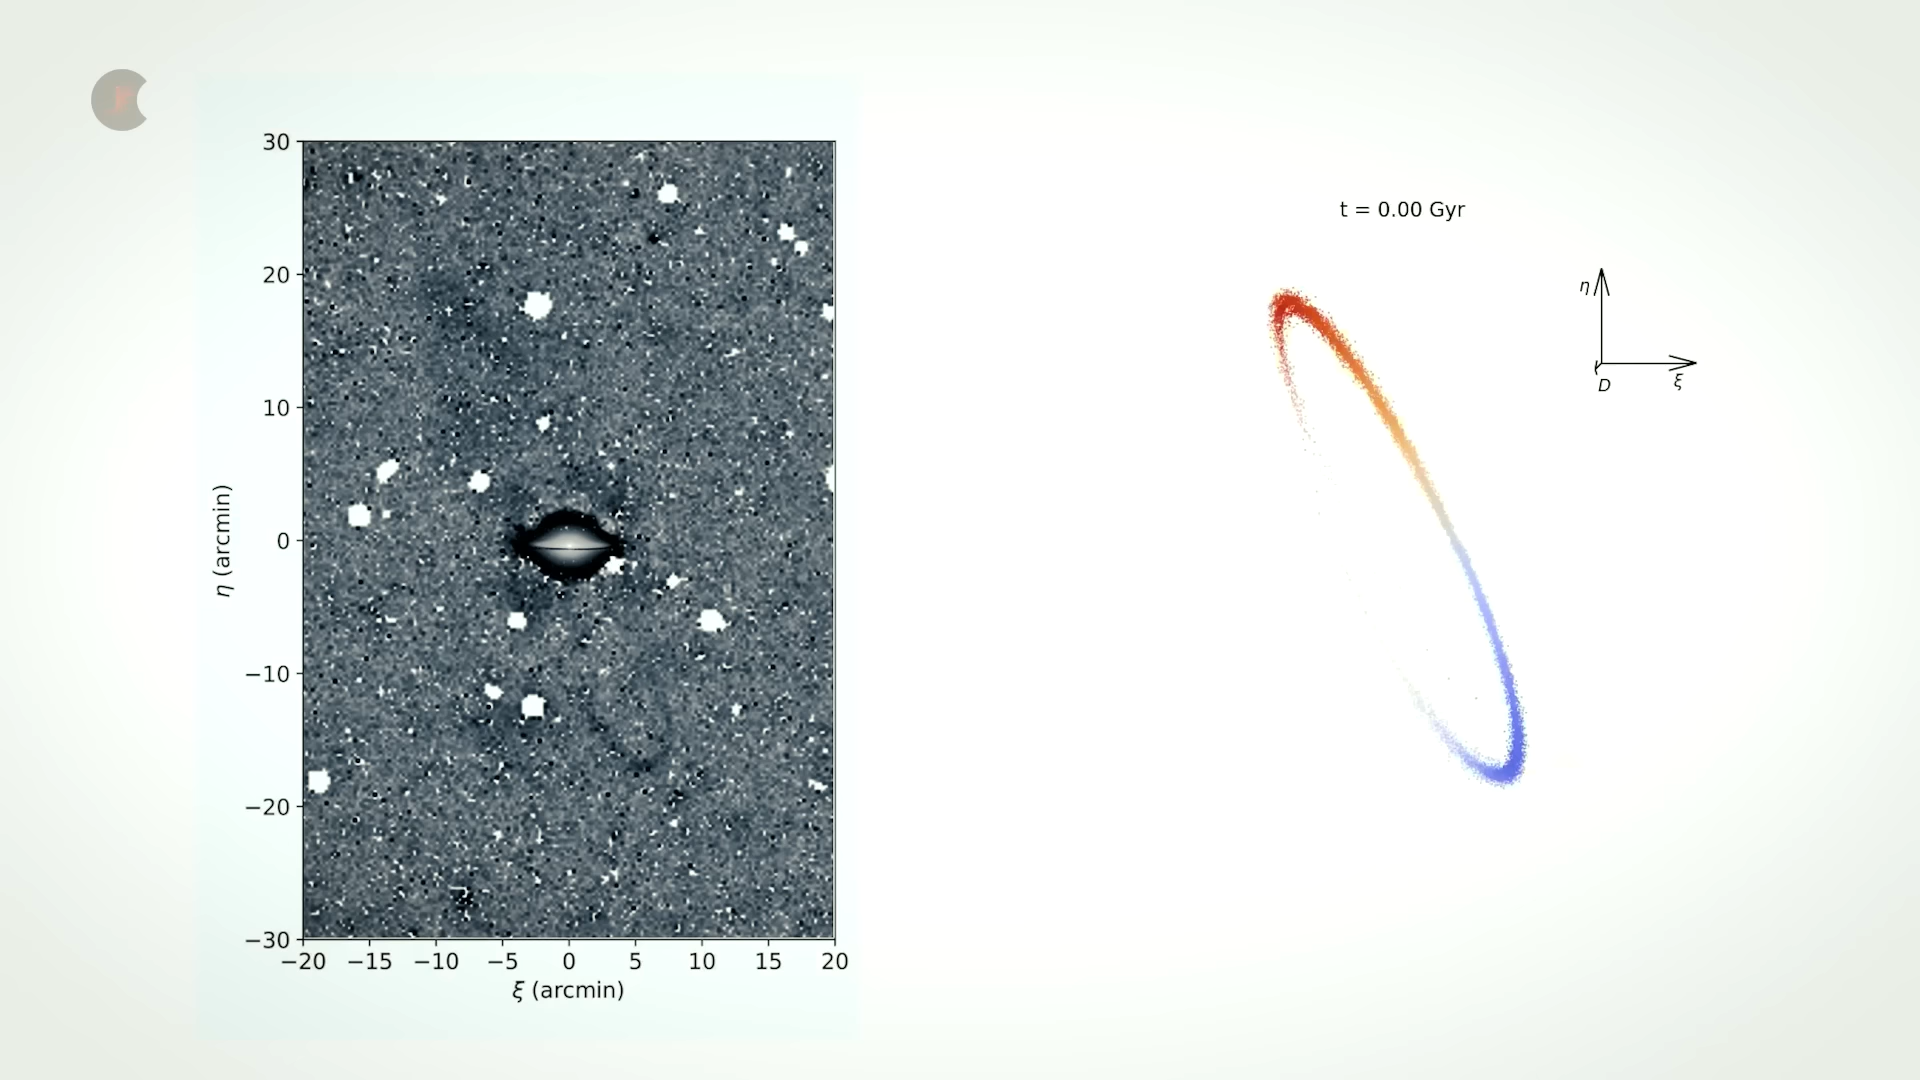 30
20
10
0
−10
−20
−30
η (arcmin)
−20 −15 −10 −5 0 5 10 15 20
ξ (arcmin)
t = 0.00 Gyr
η
ξ
D